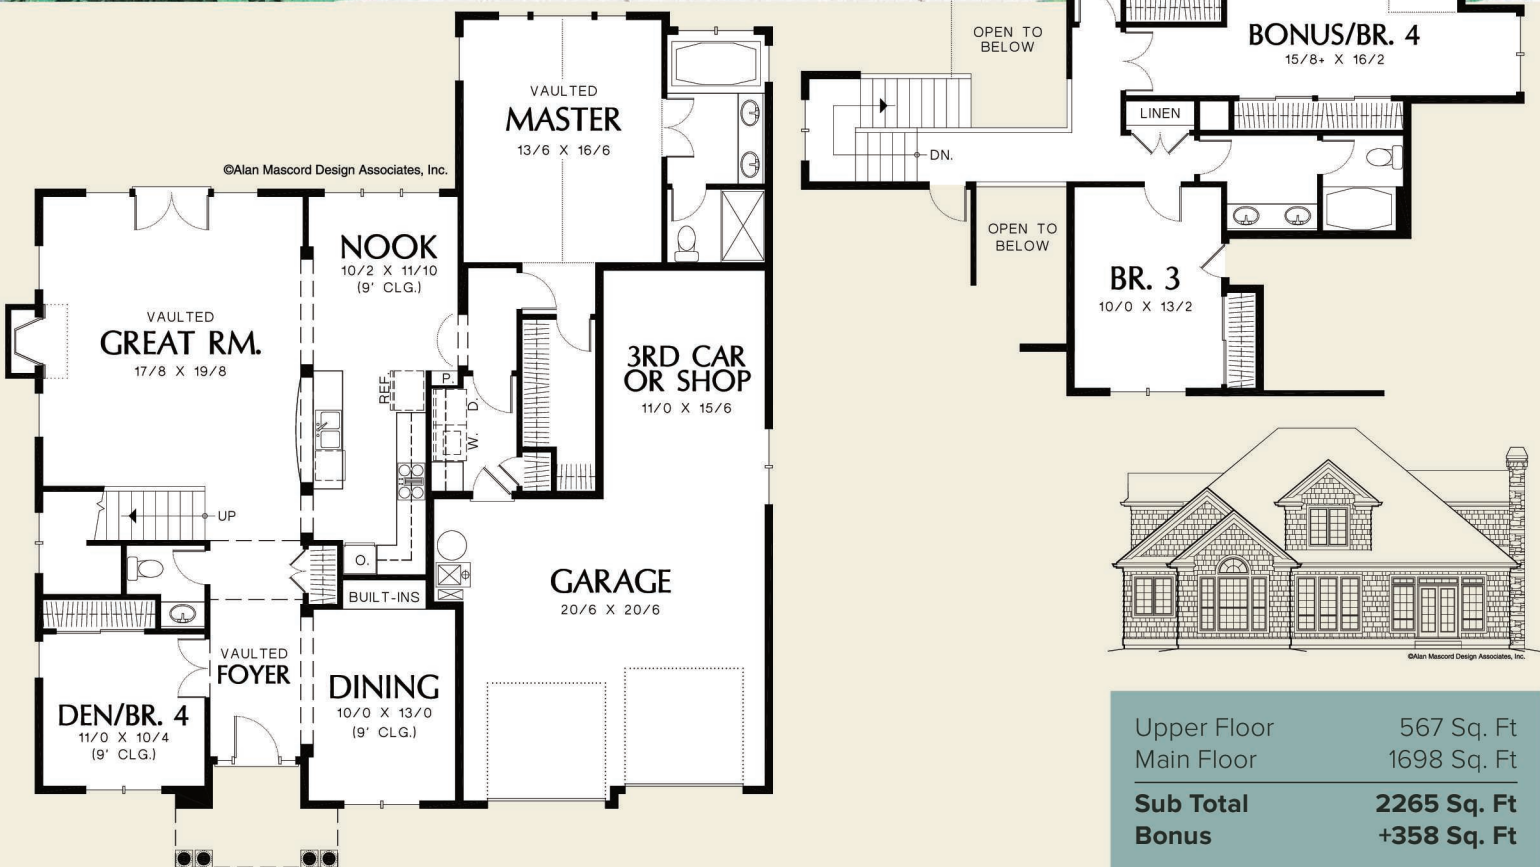 ©Alan Mascord Design Associates, Inc.
VAULTED
MASTER
13/6 X 16/6
NOOK
10/2 X 11/10
(9' CLG.)
VAULTED
GREAT RM.
17/8 X 19/8
3RD CAR
OR SHOP
11/0 X 15/6
REF.
P.
D.
W.
UP
O.
BUILT-INS
GARAGE
20/6 X 20/6
VAULTED
FOYER
DINING
10/0 X 13/0
(9' CLG.)
DEN/BR. 4
11/0 X 10/4
(9' CLG.)
OPEN TO
BELOW
BONUS/BR. 4
15/8+ X 16/2
LINEN
DN.
OPEN TO
BELOW
BR. 3
10/0 X 13/2
©Alan Mascord Design Associates, Inc.
Upper Floor 567 Sq. Ft
Main Floor 1698 Sq. Ft
Sub Total 2265 Sq. Ft
Bonus +358 Sq. Ft